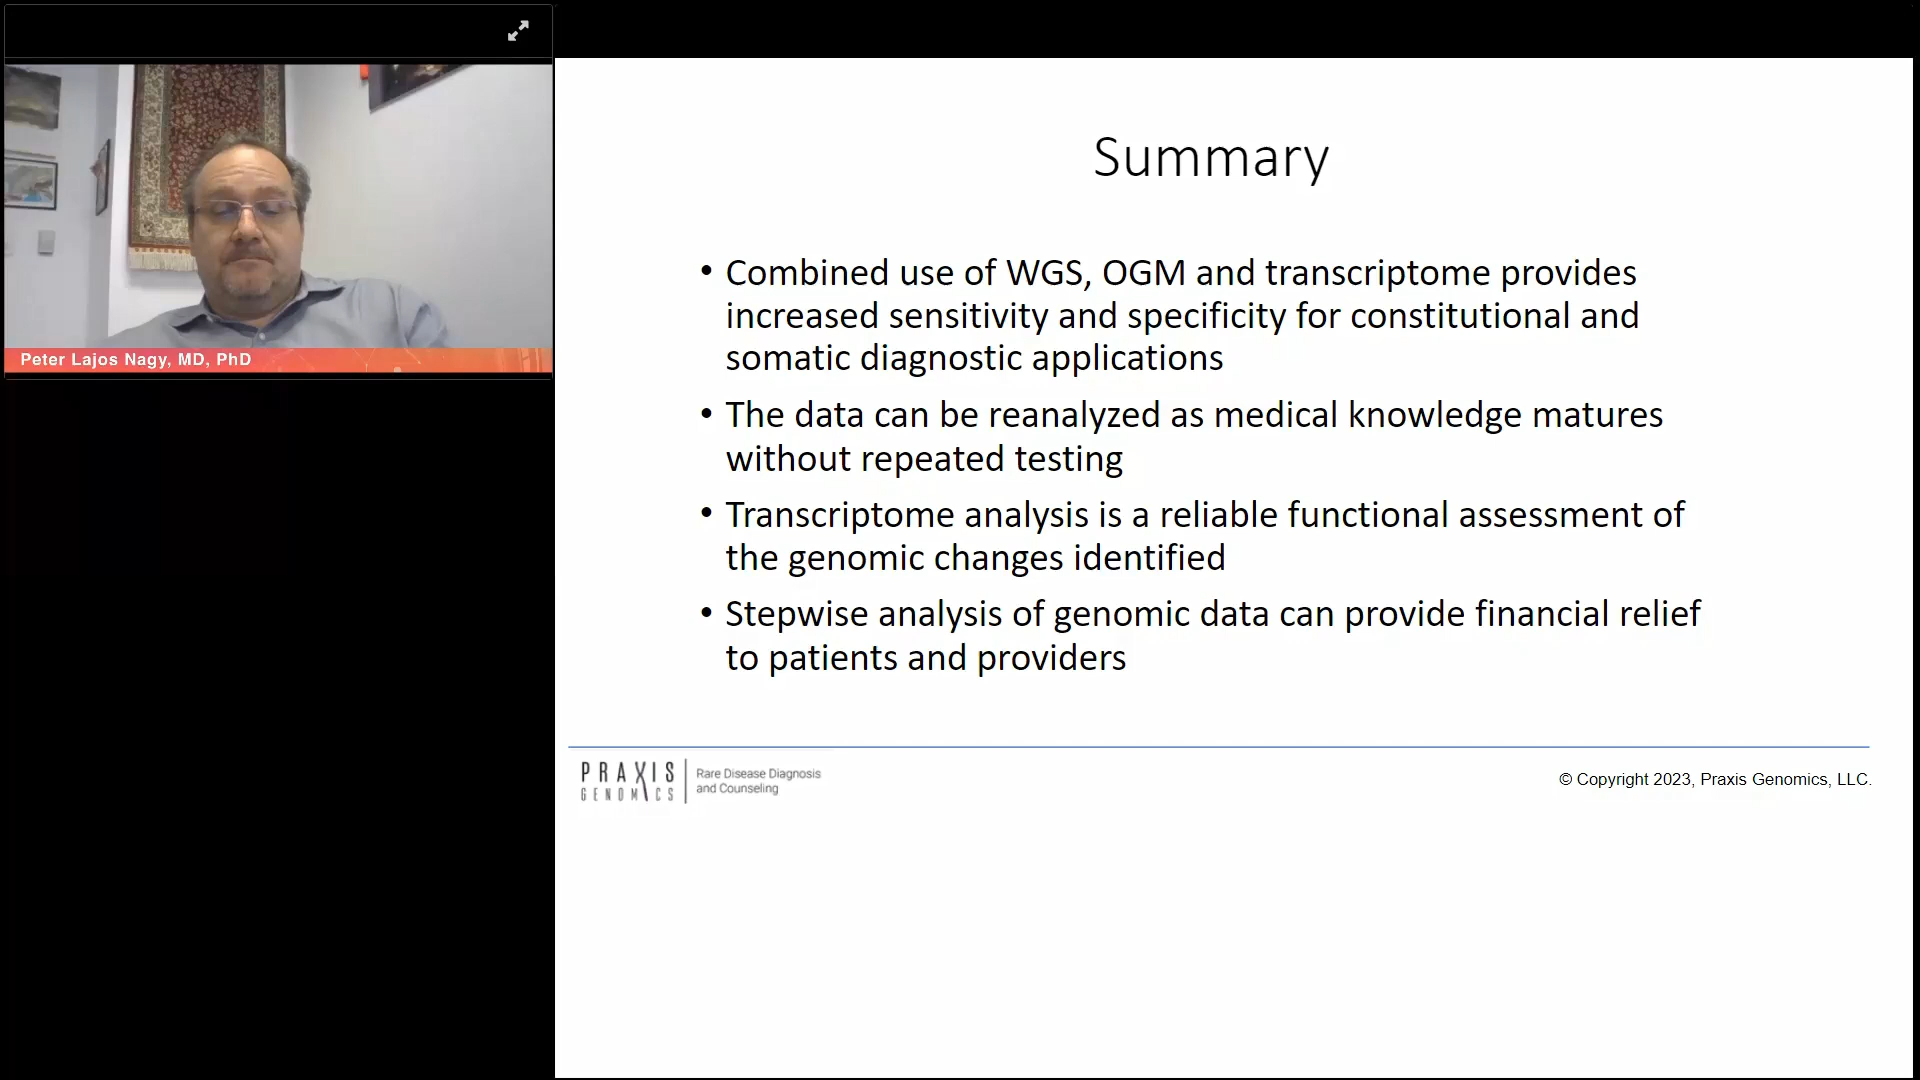 Peter Lajos Nagy, MD, PhD
Summary
• Combined use of WGS, OGM and transcriptome provides
increased sensitivity and specificity for constitutional and
somatic diagnostic applications
• The data can be reanalyzed as medical knowledge matures
without repeated testing
• Transcriptome analysis is a reliable functional assessment of
the genomic changes identified
• Stepwise analysis of genomic data can provide financial relief
to patients and providers
PRAXIS
GENOMICS
Rare Disease Diagnosis
and Counseling
© Copyright 2023, Praxis Genomics, LLC.